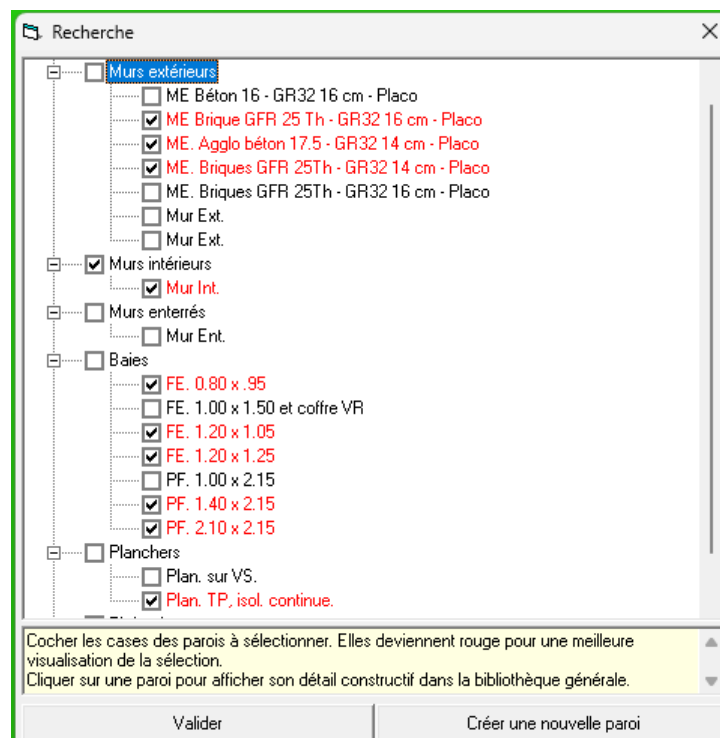 Recherche
Murs extérieurs
ME Béton 16 - GR32 16 cm - Placo
ME Brique GFR 25 Th - GR32 16 cm - Placo
ME. Agglo béton 17.5 - GR32 14 cm - Placo
ME. Briques GFR 25Th - GR32 14 cm - Placo
ME. Briques GFR 25Th - GR32 16 cm - Placo
Mur Ext.
Mur Ext.
Murs intérieurs
Mur Int.
Murs enterrés
Mur Ent.
Baies
FE. 0.80 x .95
FE. 1.00 x 1.50 et coffre VR
FE. 1.20 x 1.05
FE. 1.20 x 1.25
PF. 1.00 x 2.15
PF. 1.40 x 2.15
PF. 2.10 x 2.15
Planchers
Plan. sur VS.
Plan. TP, isol. continue.
Cocher les cases des parois à sélectionner. Elles deviennent rouge pour une meilleure
visualisation de la sélection.
Cliquer sur une paroi pour afficher son détail constructif dans la bibliothèque générale.
Valider
Créer une nouvelle paroi